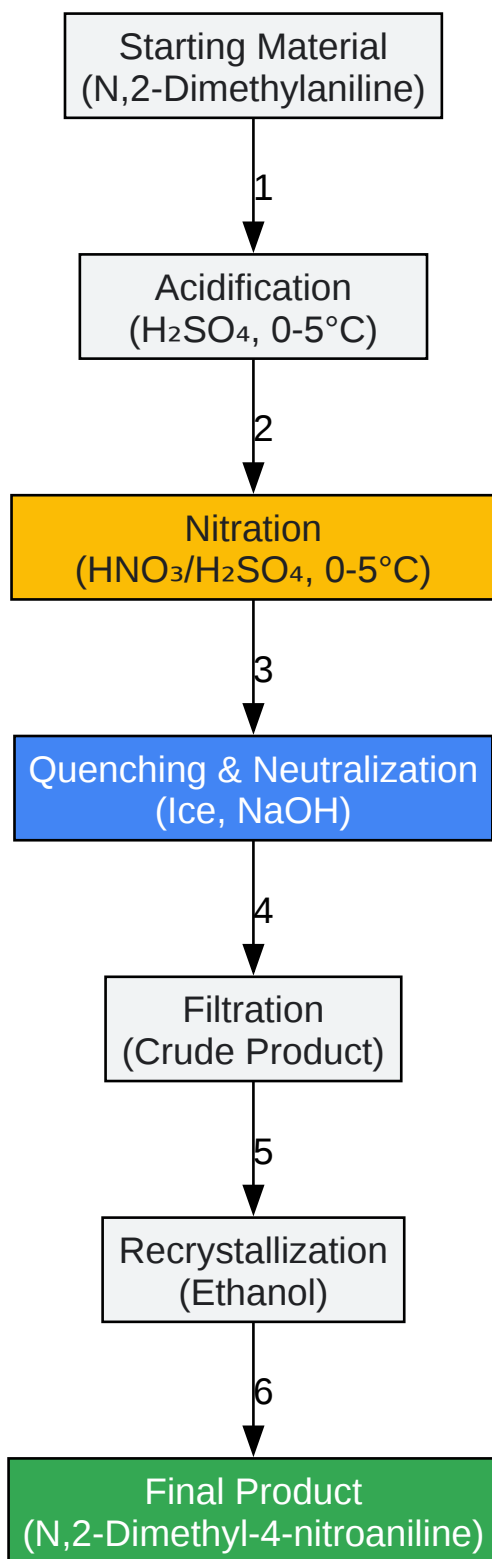 Starting Material
(N,2-Dimethylaniline)
1
Acidification
(H₂SO₄, 0-5°C)
2
Nitration
(HNO₃/H₂SO₄, 0-5°C)
3
Quenching & Neutralization
(Ice, NaOH)
4
Filtration
(Crude Product)
5
Recrystallization
(Ethanol)
6
Final Product
(N,2-Dimethyl-4-nitroaniline)